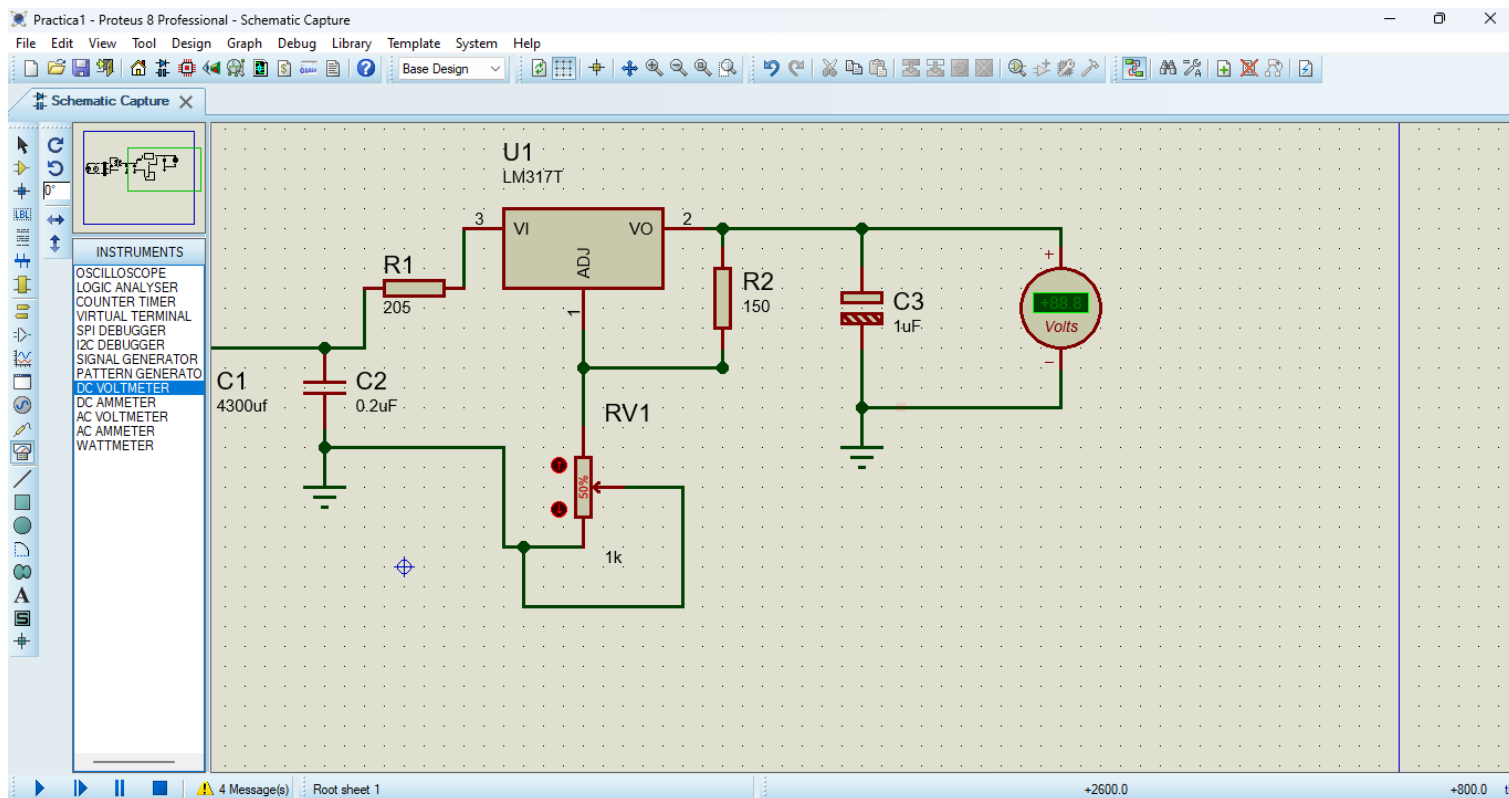 Practica1 - Proteus 8 Professional - Schematic Capture
File Edit View Tool Design Graph Debug Library Template System Help
Base Design
Schematic Capture
0°
LBL
A
S
INSTRUMENTS
OSCILLOSCOPE
LOGIC ANALYSER
COUNTER TIMER
VIRTUAL TERMINAL
SPI DEBUGGER
I2C DEBUGGER
SIGNAL GENERATOR
PATTERN GENERATO
DC VOLTMETER
DC AMMETER
AC VOLTMETER
AC AMMETER
WATTMETER
U1
LM317T
3
VI
VO
2
ADJ
1
R1
205
R2
150
C3
1uF
+
+88.8
Volts
−
C1
4300uf
C2
0.2uF
RV1
50%
1k
4 Message(s)
Root sheet 1
+2600.0
+800.0
t